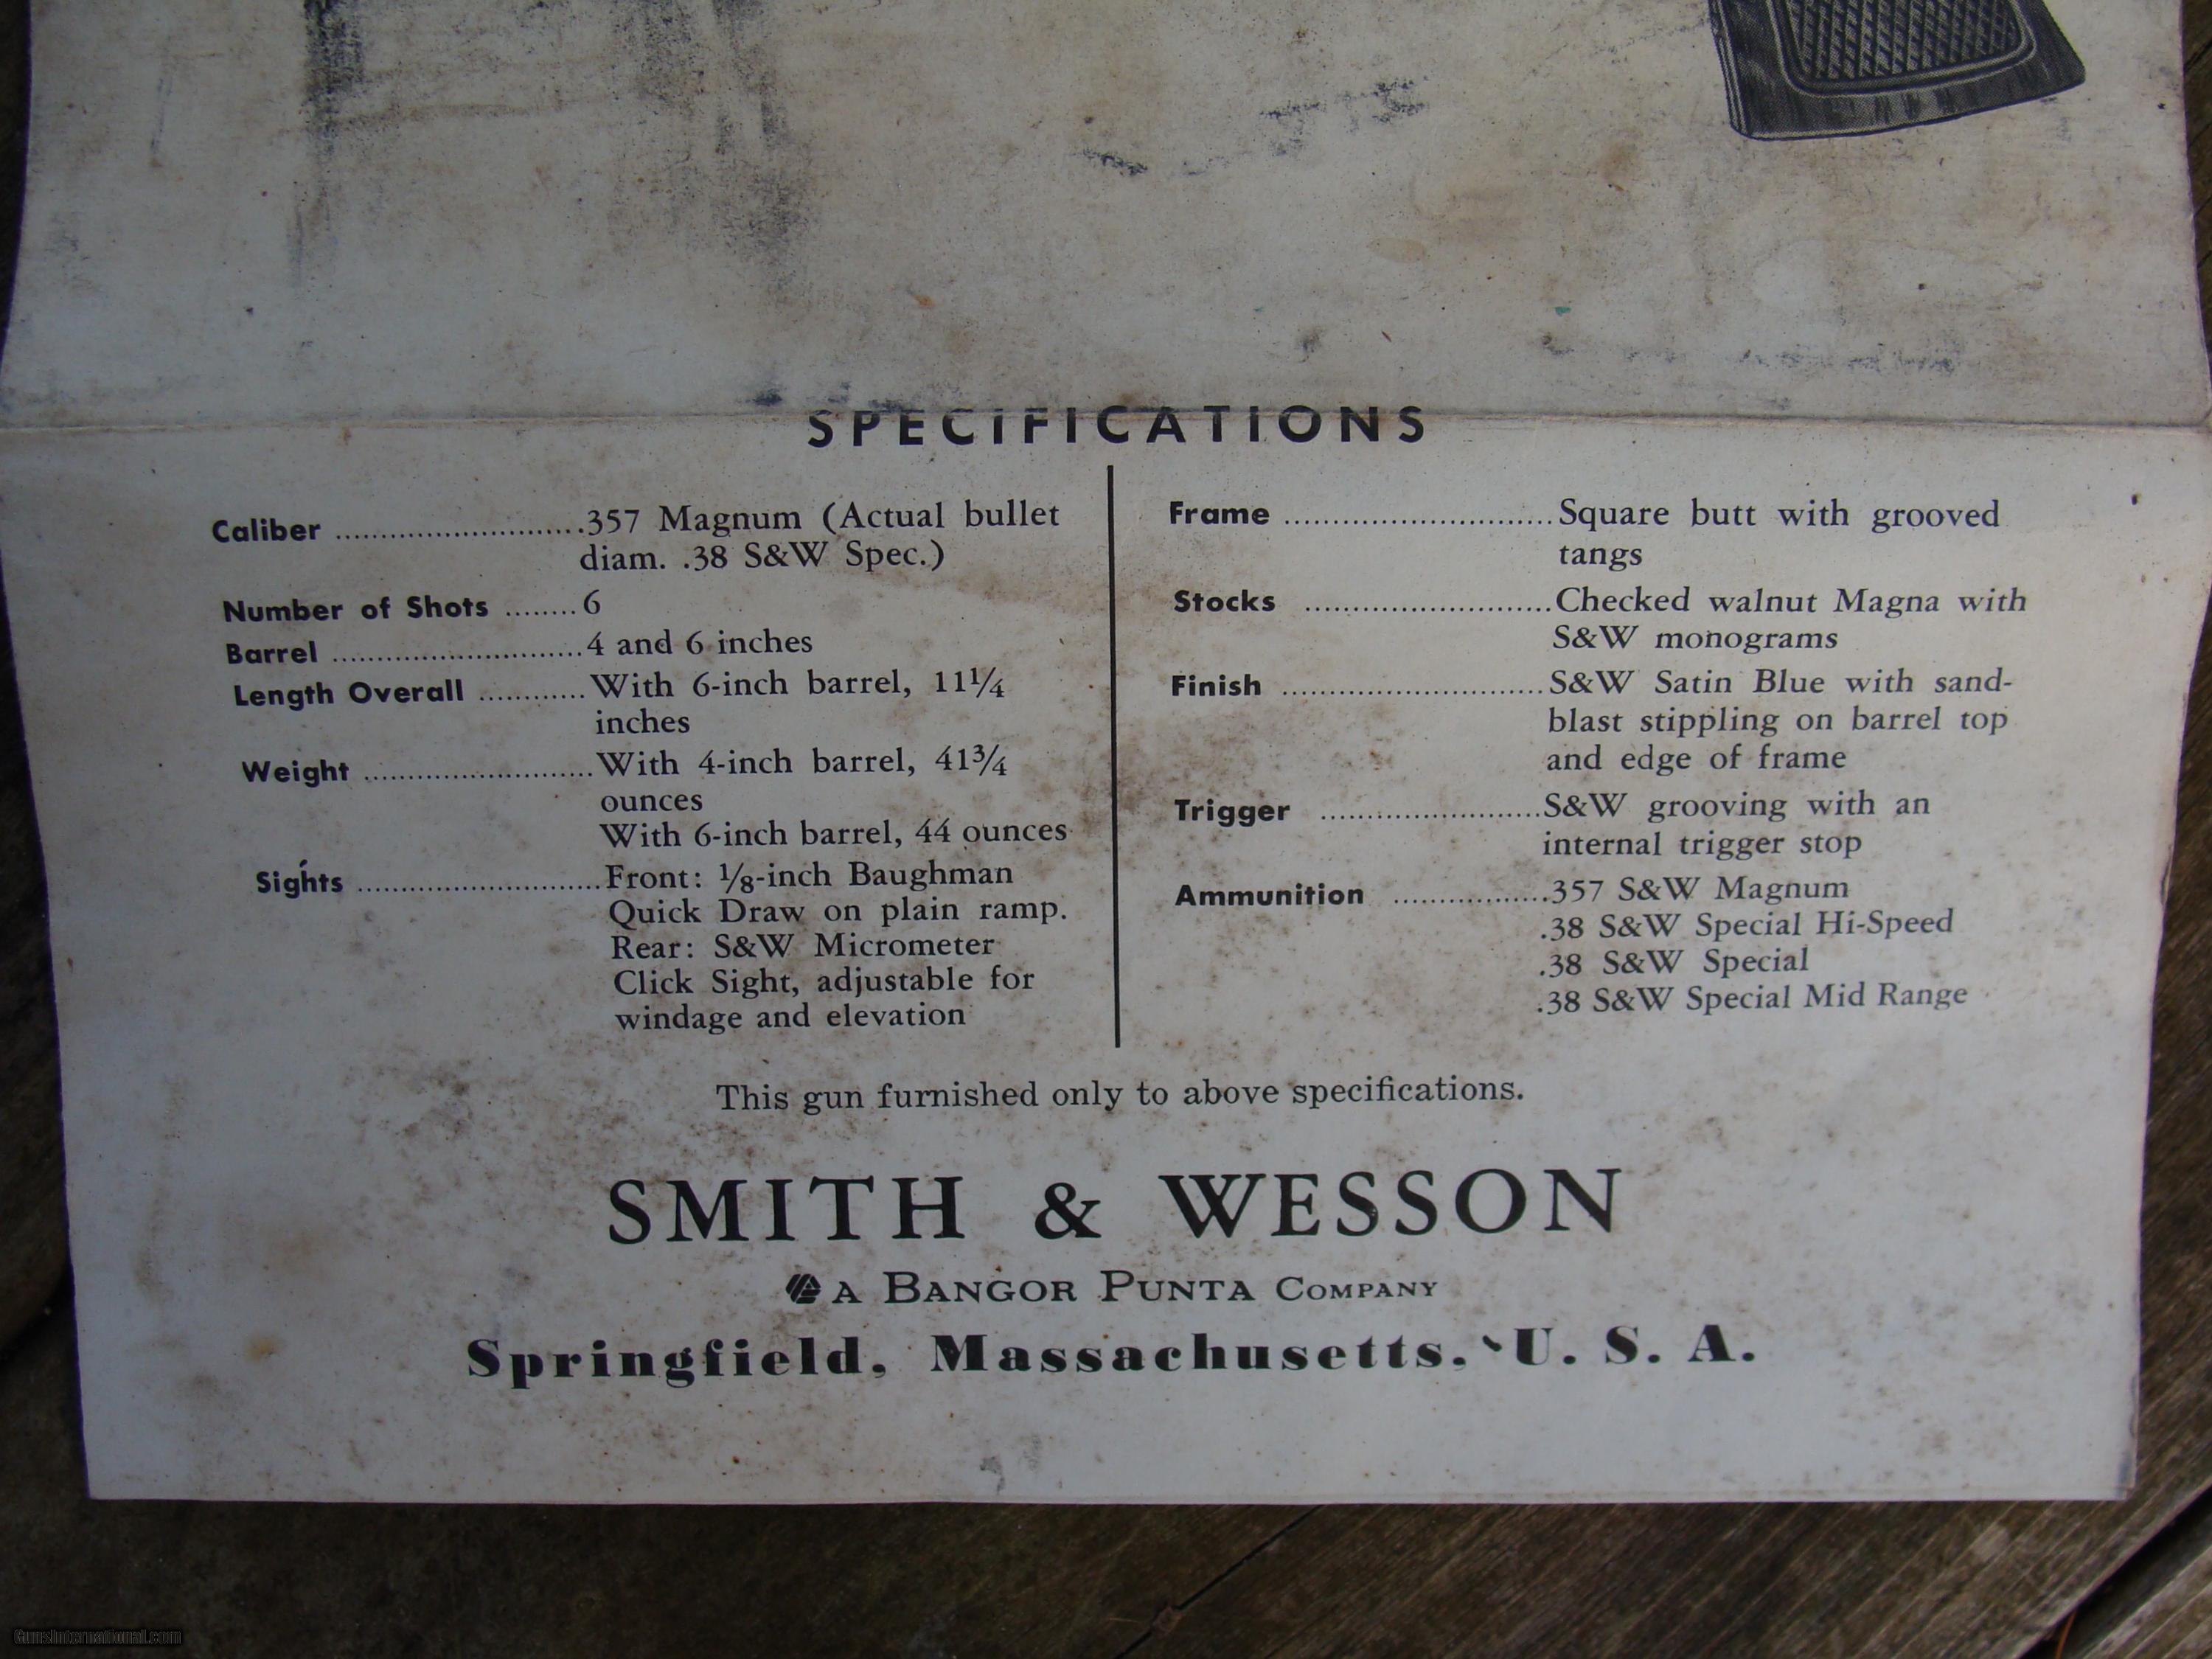 SPECIFICATIONS
Caliber ............................357 Magnum (Actual bullet
diam. .38 S&W Spec.)
Number of Shots ........6
Barrel ............................4 and 6 inches
Length Overall ............With 6-inch barrel, 11¼
inches
Weight ..........................With 4-inch barrel, 41¾
ounces
With 6-inch barrel, 44 ounces
Sights ...........................Front: ⅛-inch Baughman
Quick Draw on plain ramp.
Rear: S&W Micrometer
Click Sight, adjustable for
windage and elevation
Frame ..............................Square butt with grooved
tangs
Stocks ...........................Checked walnut Magna with
S&W monograms
Finish .............................S&W Satin Blue with sand-
blast stippling on barrel top
and edge of frame
Trigger ........................S&W grooving with an
internal trigger stop
Ammunition .................357 S&W Magnum
.38 S&W Special Hi-Speed
.38 S&W Special
.38 S&W Special Mid Range
This gun furnished only to above specifications.
SMITH & WESSON
A BANGOR PUNTA COMPANY
Springfield, Massachusetts, U. S. A.
GunsInternational.com